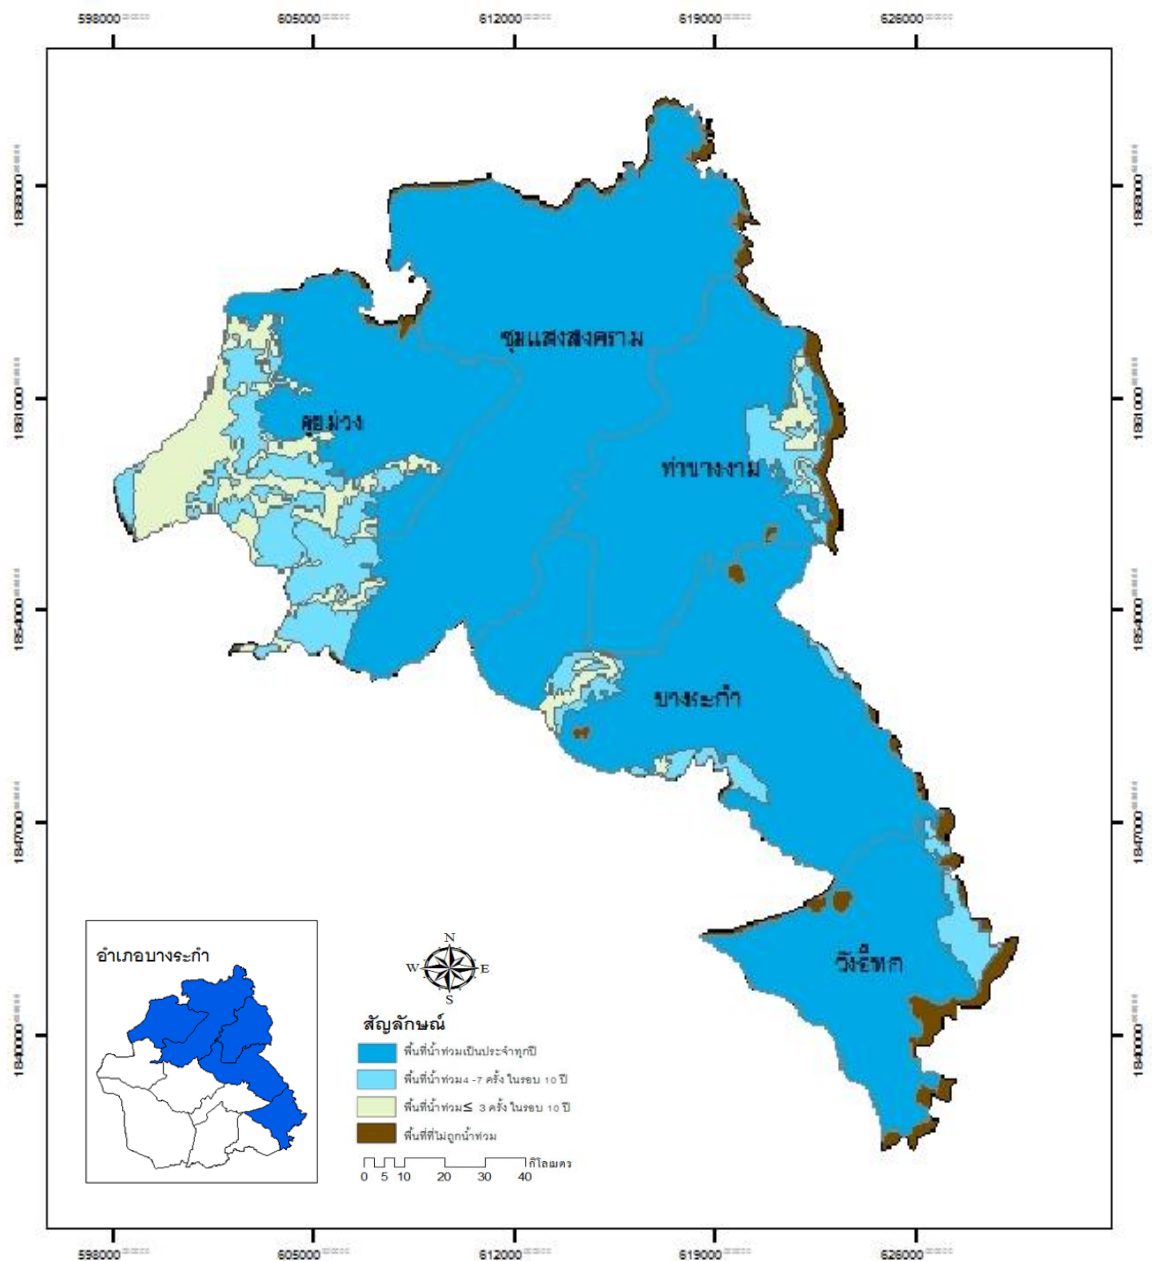 598000 605000 612000 619000 626000
1868000 1868000
ชุมแสงสงคราม
1861000 1861000
คุยม่วง
ท่านางงาม
1854000 1854000
บางระกำ
1847000 1847000
อำเภอบางระกำ
N
W E
S
วังอิทก
สัญลักษณ์
1840000 1840000
พื้นที่น้ำท่วมเป็นประจำทุกปี
พื้นที่น้ำท่วม4 -7 ครั้ง ในรอบ 10 ปี
พื้นที่น้ำท่วม≤ 3 ครั้ง ในรอบ 10 ปี
พื้นที่ที่ไม่ถูกน้ำท่วม
กิโลเมตร
0 5 10 20 30 40
598000 605000 612000 619000 626000